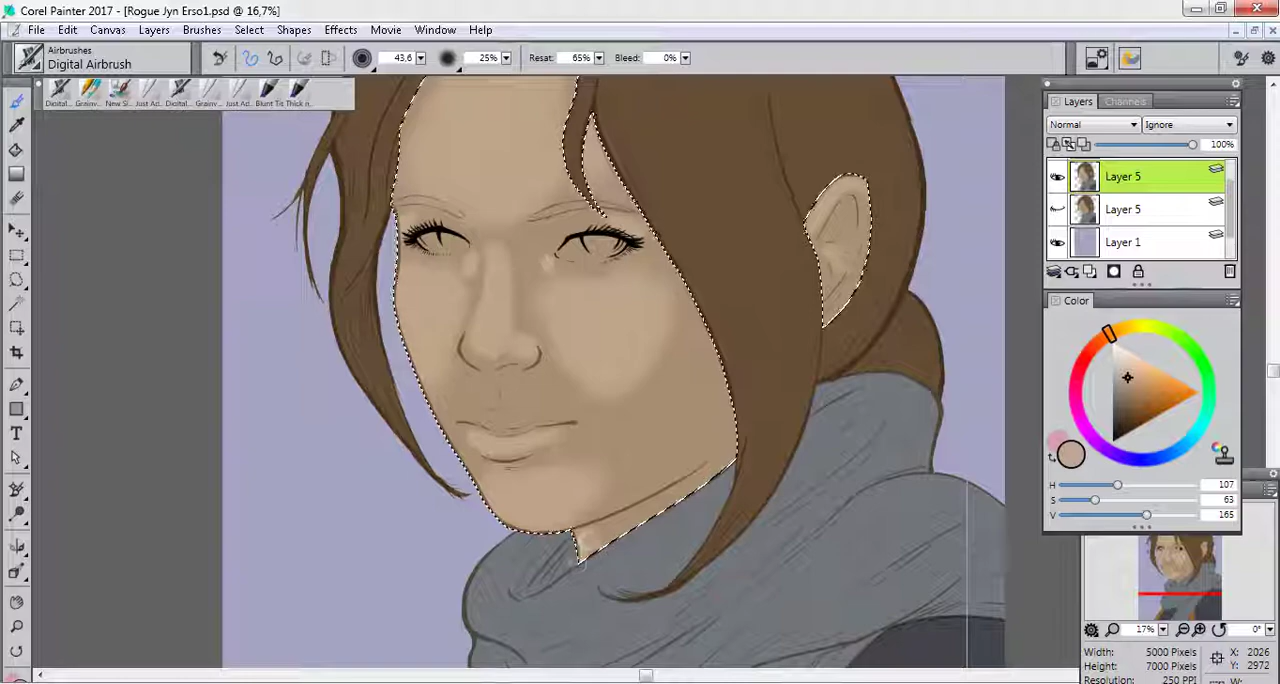 Corel Painter 2017 - [Rogue Jyn Erso1.psd @ 16,7%]
File Edit Canvas Layers Brushes Select Shapes Effects Movie Window Help
Airbrushes
Digital Airbrush
43,6 25% Resat: 65% Bleed: 0%
Digital... Grainy... New Si... Just Ad... Digital... Grainy... Just Ad... Blunt Tit Thick n...
Layers Channels
Normal Ignore
100%
Layer 5
Layer 5
Layer 1
Color
H 107
S 63
V 165
17% 0°
Width: 5000 Pixels X: 2026
Height: 7000 Pixels Y: 2972
Resolution: 250 PPI W: